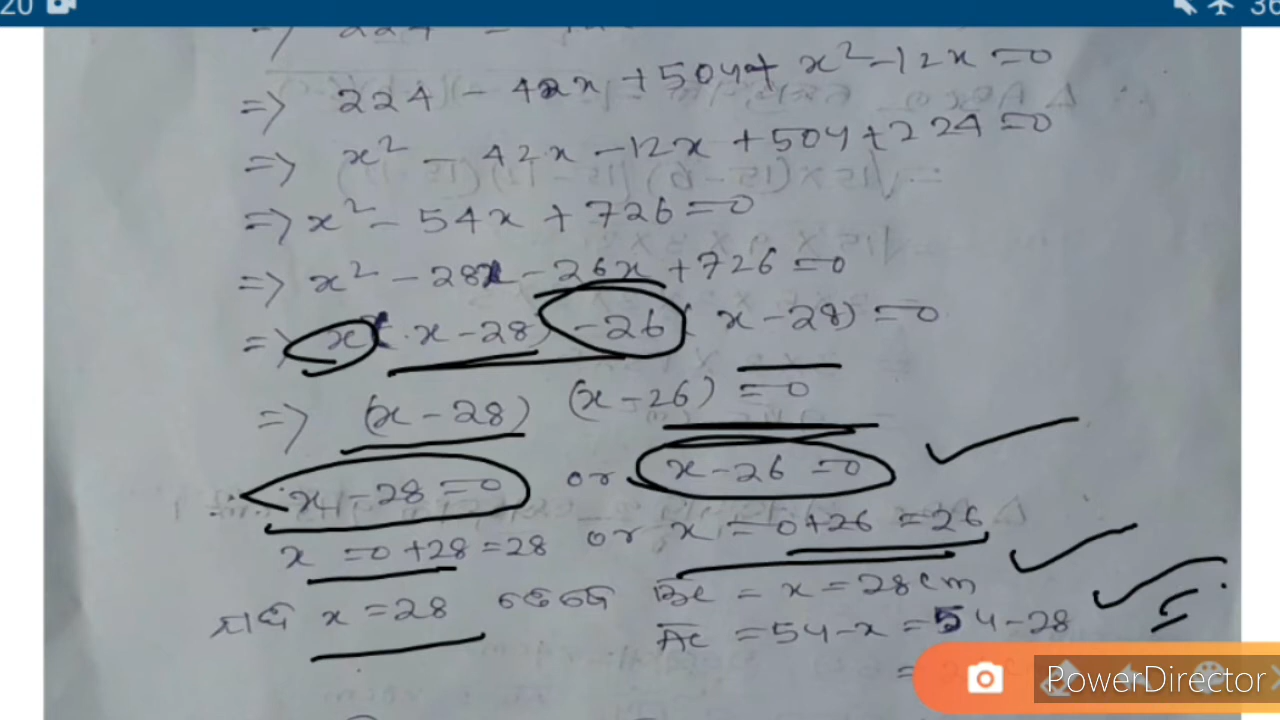 20
36
=> 224 - 42x + 504 + x² - 12x = 0
=> x² - 42x - 12x + 504 + 224 = 0
=> x² - 54x + 726 = 0
=> x² - 28x - 26x + 726 = 0
=> x( x - 28) - 26( x - 28) = 0
=> (x - 28) (x - 26) = 0
∴ x - 28 = 0 or x - 26 = 0
x = 0 + 28 = 28 or x = 0 + 26 = 26
ଯଦି x = 28 ତେବେ BC = x = 28 cm
AC = 54 - x = 54 - 28
=
PowerDirector